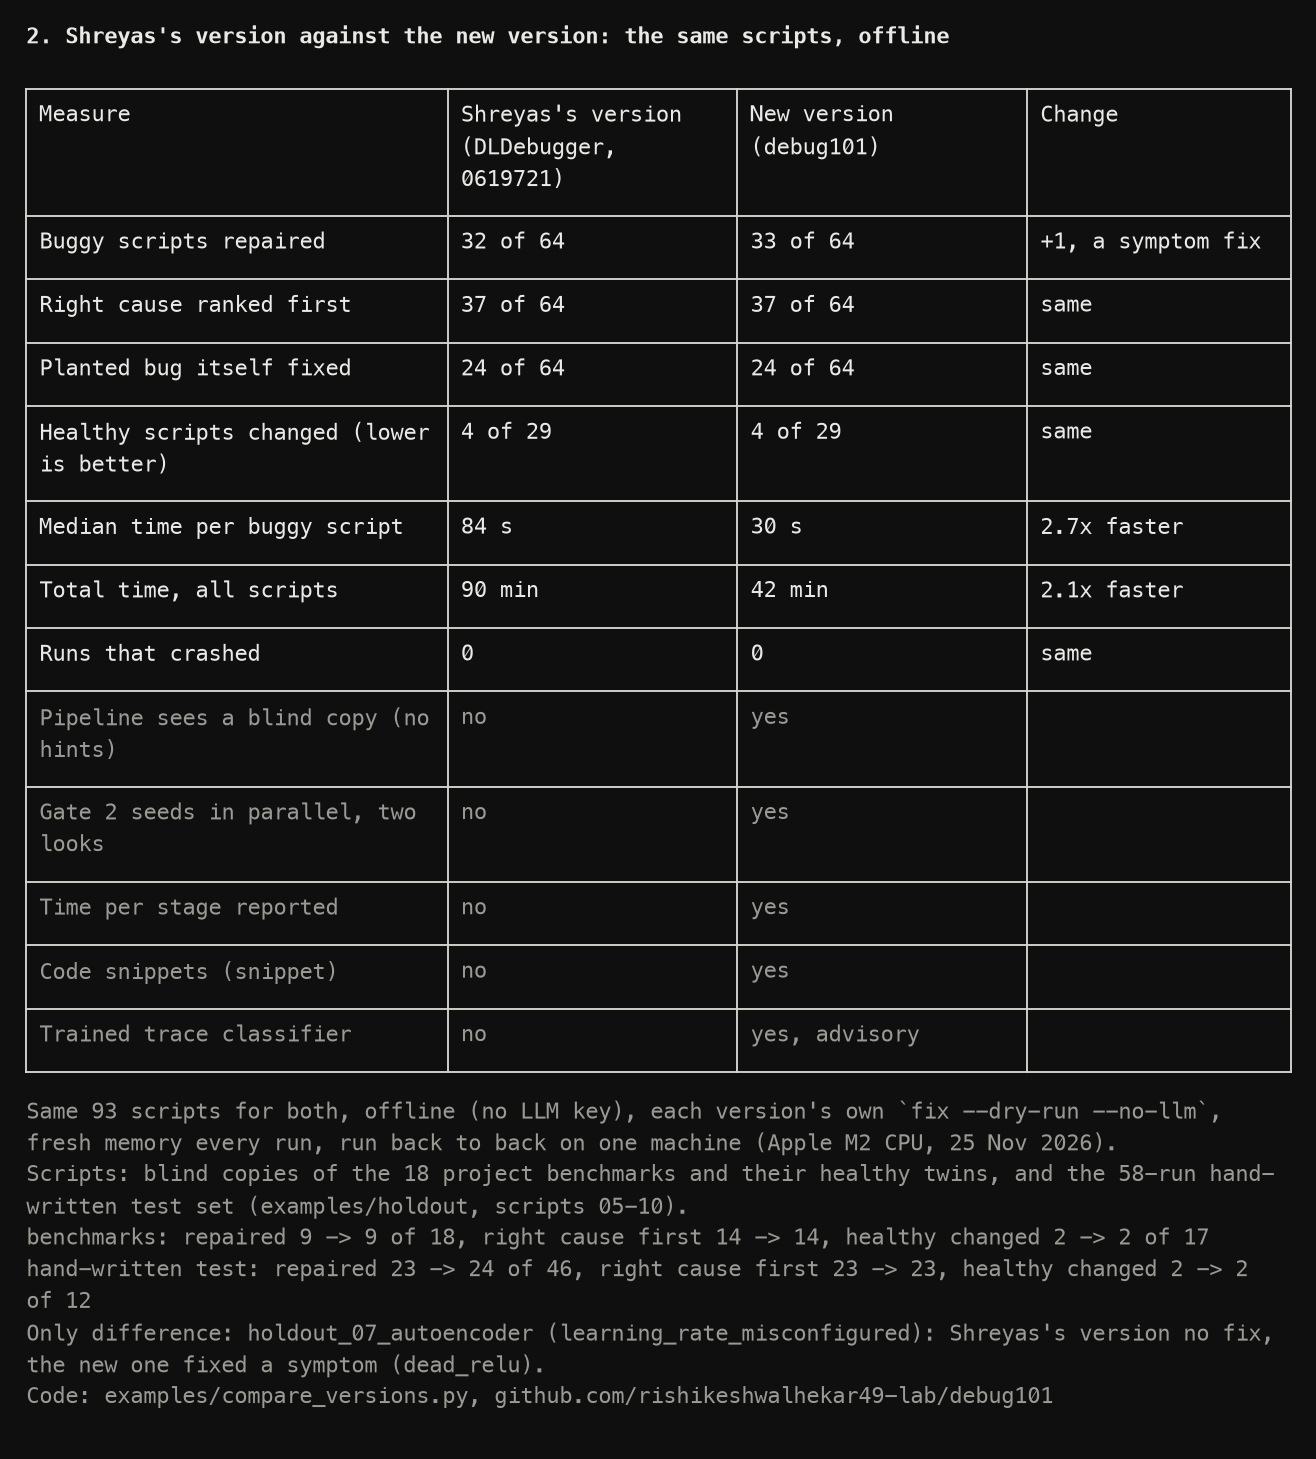 2. Shreyas's version against the new version: the same scripts, offline
Measure
Shreyas's version
(DLDebugger,
0619721)
New version
(debug101)
Change
Buggy scripts repaired
32 of 64
33 of 64
+1, a symptom fix
Right cause ranked first
37 of 64
37 of 64
same
Planted bug itself fixed
24 of 64
24 of 64
same
Healthy scripts changed (lower
is better)
4 of 29
4 of 29
same
Median time per buggy script
84 s
30 s
2.7x faster
Total time, all scripts
90 min
42 min
2.1x faster
Runs that crashed
0
0
same
Pipeline sees a blind copy (no
hints)
no
yes
Gate 2 seeds in parallel, two
looks
no
yes
Time per stage reported
no
yes
Code snippets (snippet)
no
yes
Trained trace classifier
no
yes, advisory
Same 93 scripts for both, offline (no LLM key), each version's own `fix --dry-run --no-llm`,
fresh memory every run, run back to back on one machine (Apple M2 CPU, 25 Nov 2026).
Scripts: blind copies of the 18 project benchmarks and their healthy twins, and the 58-run hand-
written test set (examples/holdout, scripts 05-10).
benchmarks: repaired 9 -> 9 of 18, right cause first 14 -> 14, healthy changed 2 -> 2 of 17
hand-written test: repaired 23 -> 24 of 46, right cause first 23 -> 23, healthy changed 2 -> 2
of 12
Only difference: holdout_07_autoencoder (learning_rate_misconfigured): Shreyas's version no fix,
the new one fixed a symptom (dead_relu).
Code: examples/compare_versions.py, github.com/rishikeshwalhekar49-lab/debug101